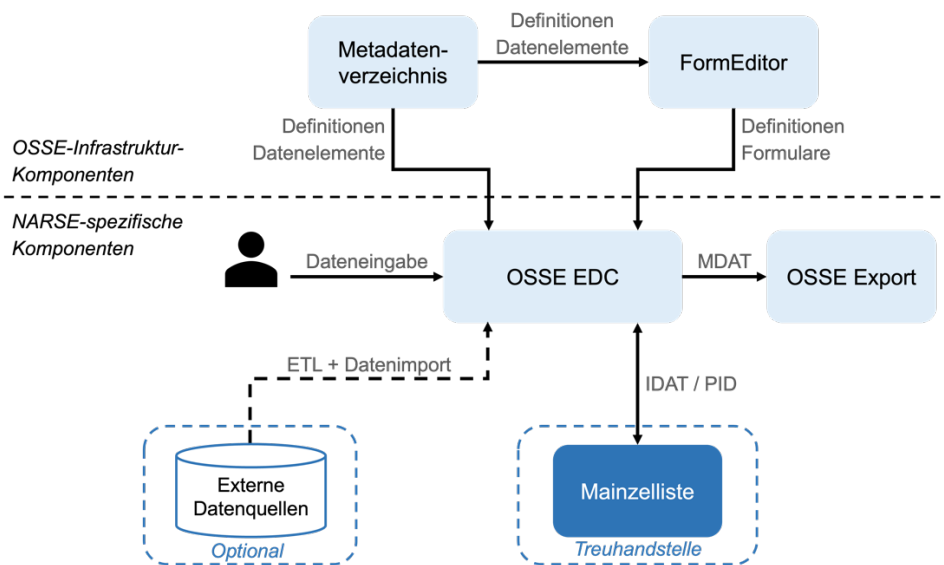 Metadaten-
verzeichnis
Definitionen
Datenelemente
FormEditor
Definitionen
Datenelemente
Definitionen
Formulare
OSSE-Infrastruktur-
Komponenten
NARSE-spezifische
Komponenten
Dateneingabe
OSSE EDC
MDAT
OSSE Export
ETL + Datenimport
IDAT / PID
Externe
Datenquellen
Optional
Mainzelliste
Treuhandstelle